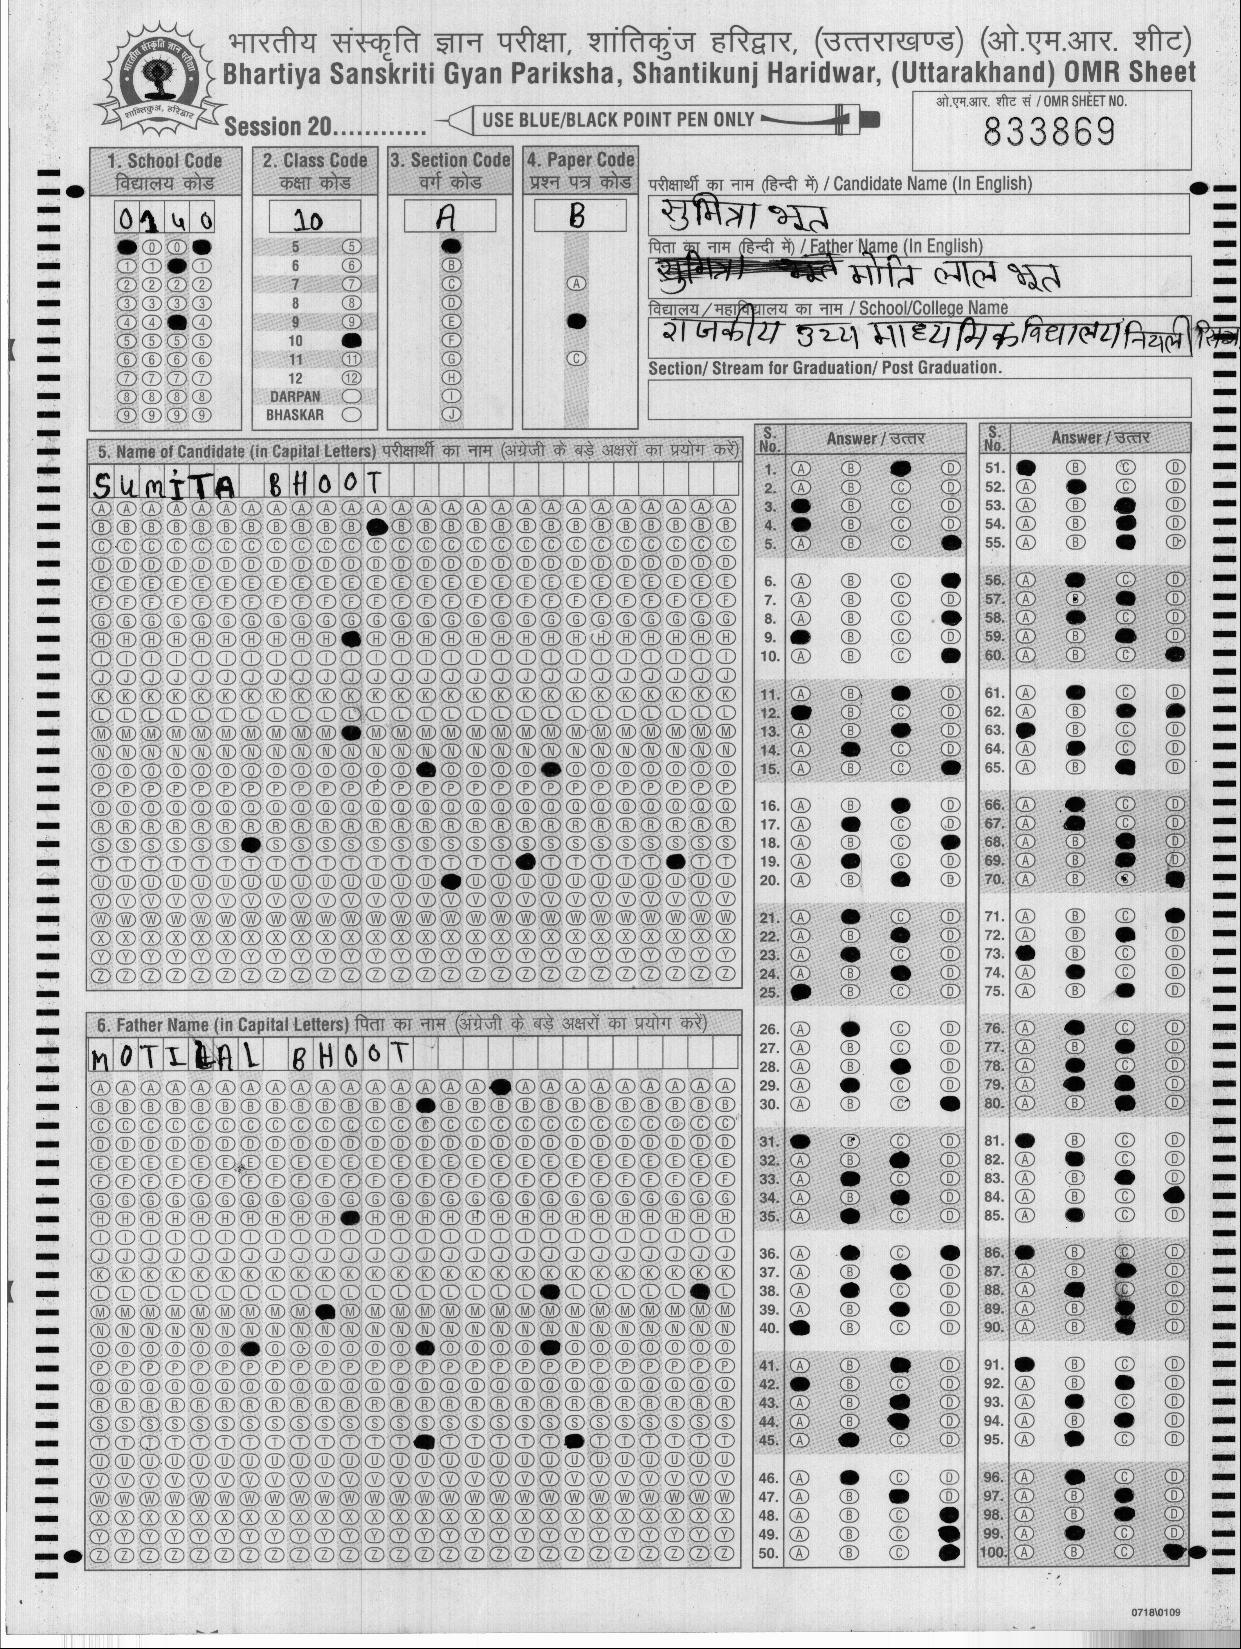 भारतीय संस्कृति ज्ञान परीक्षा, शांतिकुंज हरिद्वार, (उत्तराखण्ड) (ओ.एम.आर. शीट)
Bhartiya Sanskriti Gyan Pariksha, Shantikunj Haridwar, (Uttarakhand) OMR Sheet
Session 20............
USE BLUE/BLACK POINT PEN ONLY
ओ.एम.आर. शीट सं / OMR SHEET NO.
833869
1. School Code
विद्यालय कोड
0140
2. Class Code
कक्षा कोड
10
5
6
7
8
9
10
11
12
DARPAN
BHASKAR
3. Section Code
वर्ग कोड
A
4. Paper Code
प्रश्न पत्र कोड
B
परीक्षार्थी का नाम (हिन्दी में) / Candidate Name (In English)
सुमित्रा भूत
पिता का नाम (हिन्दी में) / Father Name (In English)
मोति लाल भूत
विद्यालय / महाविद्यालय का नाम / School/College Name
राजकीय उच्य माध्यमिक विद्यालय
Section/ Stream for Graduation/ Post Graduation.
5. Name of Candidate (in Capital Letters) परीक्षार्थी का नाम (अंग्रेजी के बड़े अक्षरों का प्रयोग करें)
SUMITA BHOOT
6. Father Name (in Capital Letters) पिता का नाम (अंग्रेजी के बड़े अक्षरों का प्रयोग करें)
MOTILAL BHOOT
S. No. Answer / उत्तर
S. No. Answer / उत्तर
0718\0109